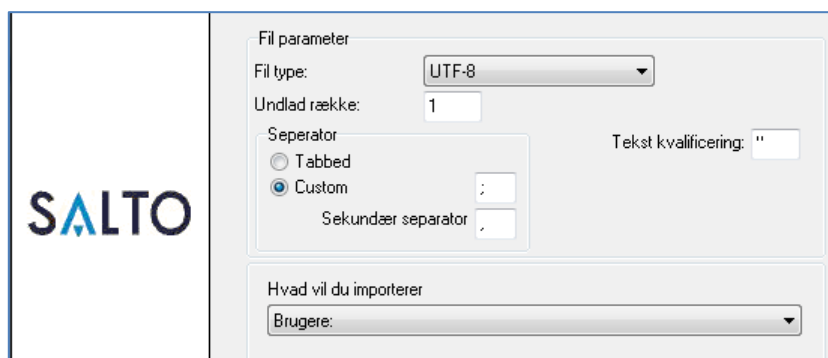 Fil parameter
Fil type: UTF-8
Undlad række: 1
Seperator
Tekst kvalificering: "
Tabbed
Custom ;
Sekundær separator ,
SALTO
Hvad vil du importerer
Brugere: